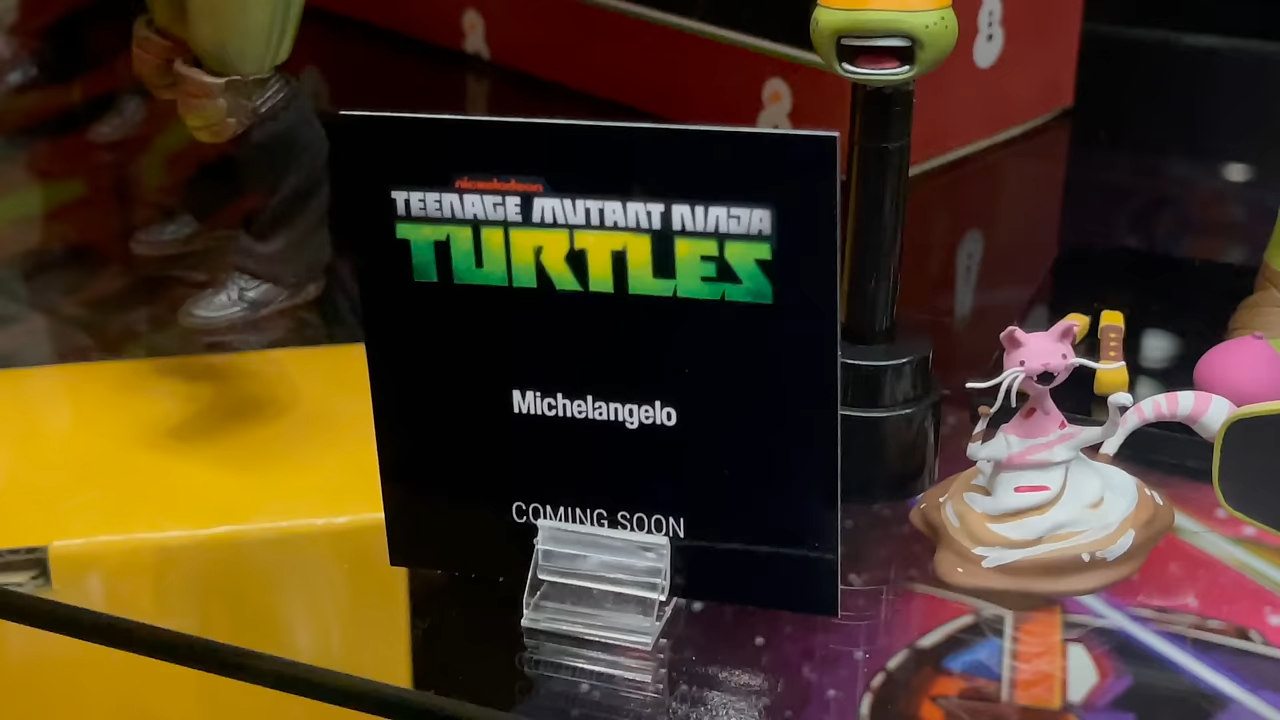 nickelodeon
TEENAGE MUTANT NINJA
TURTLES
Michelangelo
COMING SOON